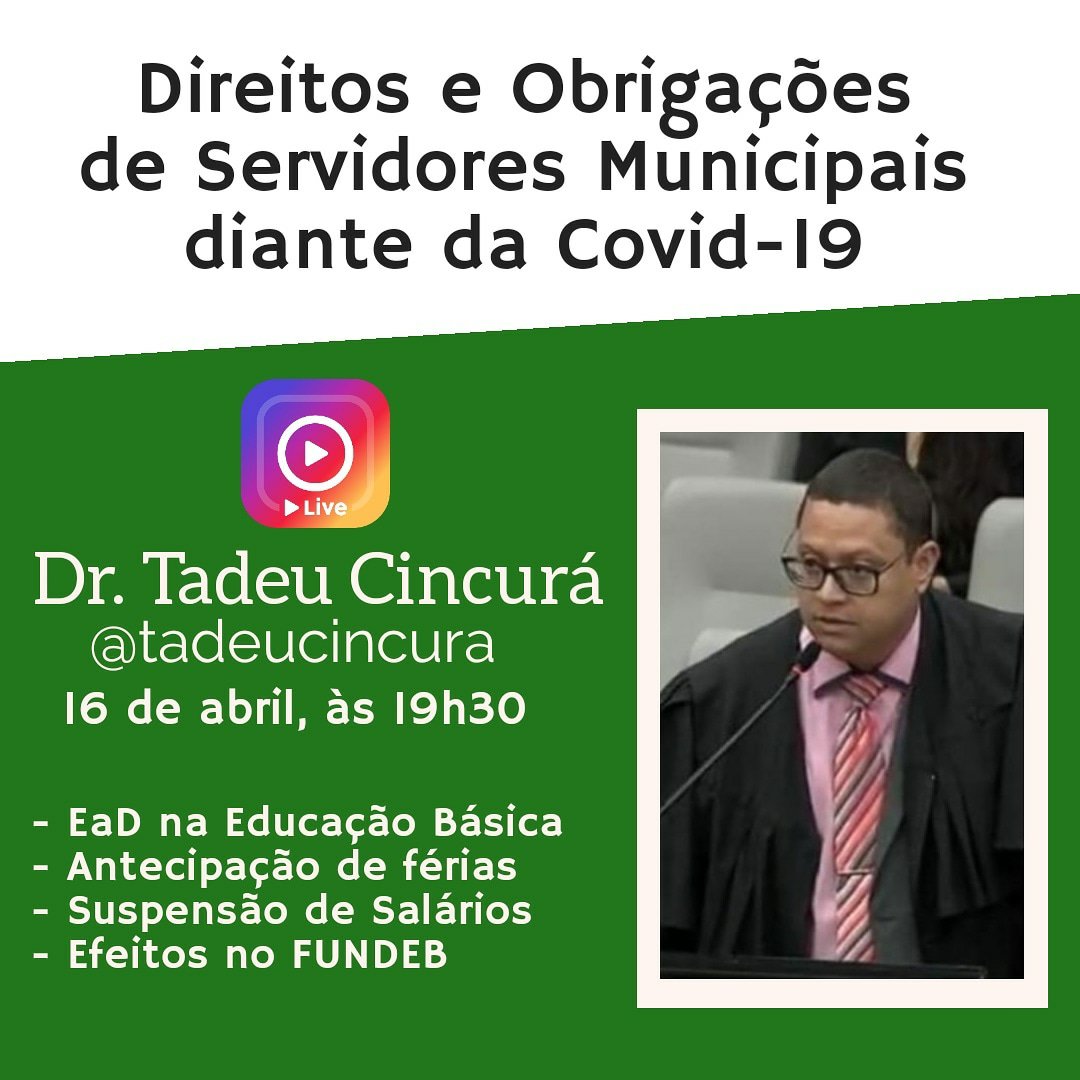 Direitos e Obrigações
de Servidores Municipais
diante da Covid-19
Live
Dr. Tadeu Cincurá
@tadeucincura
16 de abril, às 19h30
- EaD na Educação Básica
- Antecipação de férias
- Suspensão de Salários
- Efeitos no FUNDEB